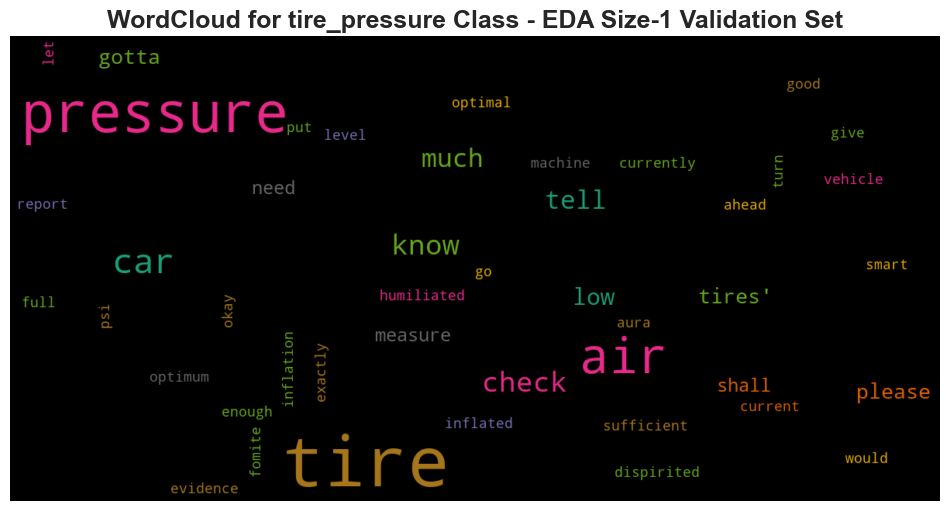 WordCloud for tire_pressure Class - EDA Size-1 Validation Set
let
gotta
good
pressure
optimal
put
level
give
much
machine
currently
turn
need
vehicle
report
tell
ahead
know
car
go
smart
full
psi
okay
humiliated
low
tires'
aura
measure
inflation
exactly
air
optimum
check
shall
please
enough
current
inflated
sufficient
fomite
tire
would
dispirited
evidence